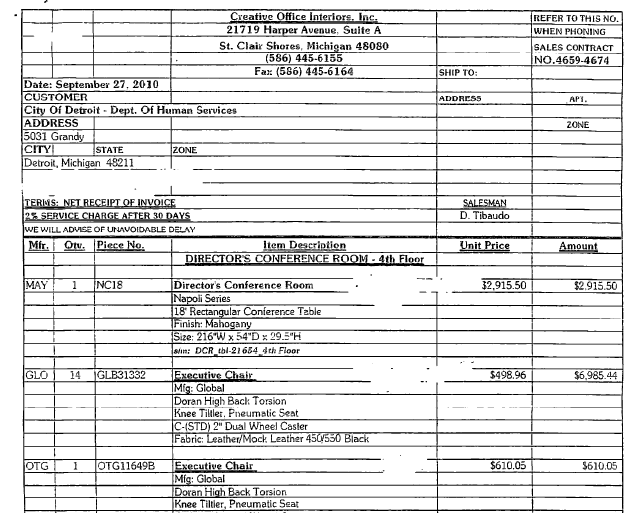 Creative Office Interiors, Inc. REFER TO THIS NO.
21719 Harper Avenue, Suite A WHEN PHONING
St. Clair Shores, Michigan 48080 SALES CONTRACT
(586) 445-6155 NO.4659-4674
Fax: (586) 445-6164 SHIP TO:
Date: September 27, 2010
CUSTOMER ADDRESS APT.
City Of Detroit - Dept. Of Human Services
ADDRESS ZONE
5031 Grandy
CITY STATE ZONE
Detroit, Michigan 48211
TERMS: NET RECEIPT OF INVOICE SALESMAN
2% SERVICE CHARGE AFTER 30 DAYS D. Tibaudo
WE WILL ADVISE OF UNAVOIDABLE DELAY
Mfr. Qty. Piece No. Item Description Unit Price Amount
DIRECTOR'S CONFERENCE ROOM - 4th Floor
MAY 1 NC18 Director's Conference Room $2,915.50 $2,915.50
Napoli Series
18' Rectangular Conference Table
Finish: Mahogany
Size: 216"W x 54"D x 29.5"H
DCR_tbl-21654_4th Floor
GLO 14 GLB31332 Executive Chair $498.96 $6,985.44
Mfg: Global
Doran High Back Torsion
Knee Tiltler, Pneumatic Seat
C-(STD) 2" Dual Wheel Caster
Fabric: Leather/Mock Leather 450/550 Black
OTG 1 OTG11649B Executive Chair $610.05 $610.05
Mfg: Global
Doran High Back Torsion
Knee Tiltler, Pneumatic Seat